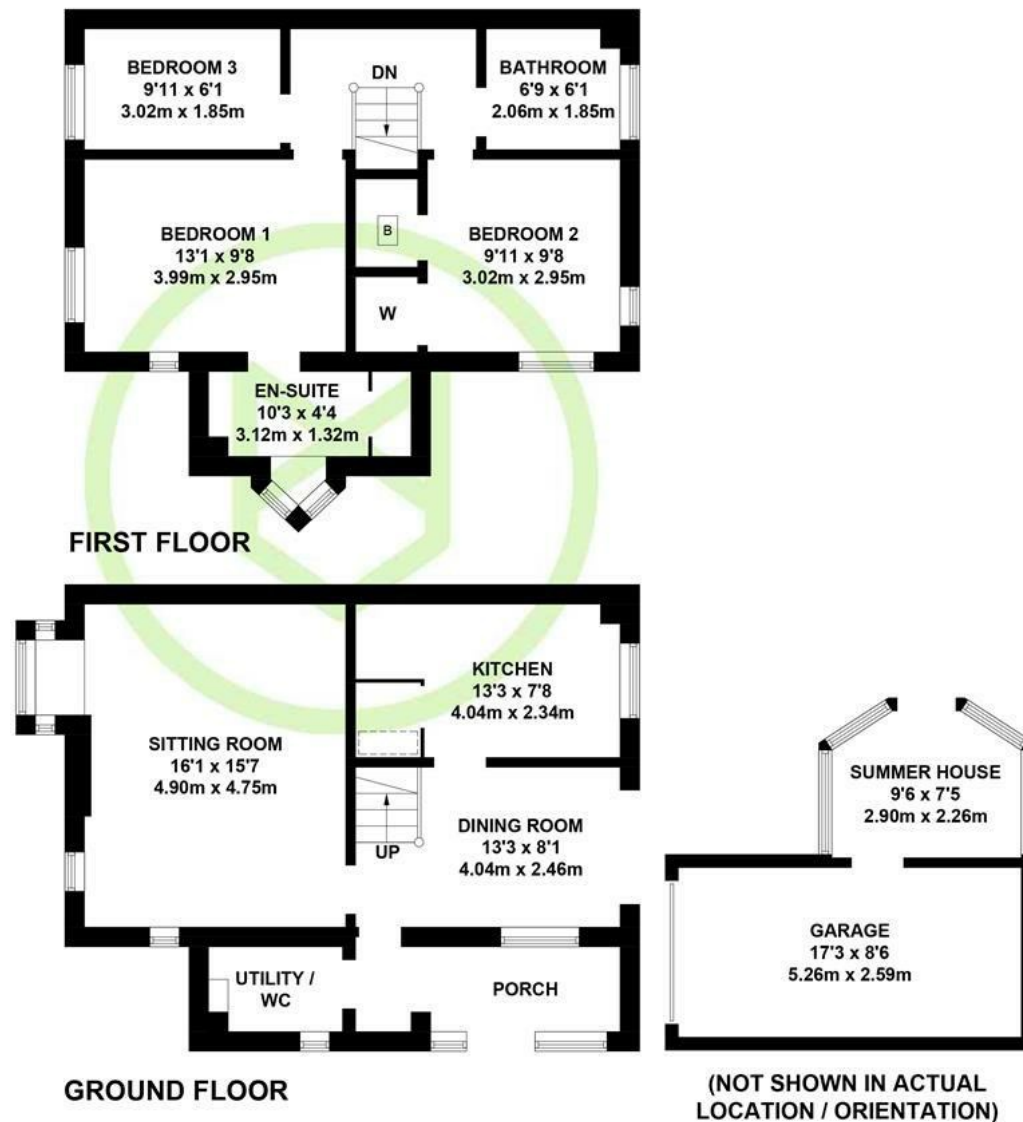 BEDROOM 3
9'11 x 6'1
3.02m x 1.85m
DN
BATHROOM
6'9 x 6'1
2.06m x 1.85m
BEDROOM 1
13'1 x 9'8
3.99m x 2.95m
B
BEDROOM 2
9'11 x 9'8
3.02m x 2.95m
W
EN-SUITE
10'3 x 4'4
3.12m x 1.32m
FIRST FLOOR
SITTING ROOM
16'1 x 15'7
4.90m x 4.75m
KITCHEN
13'3 x 7'8
4.04m x 2.34m
UP
DINING ROOM
13'3 x 8'1
4.04m x 2.46m
UTILITY /
WC
PORCH
GROUND FLOOR
SUMMER HOUSE
9'6 x 7'5
2.90m x 2.26m
GARAGE
17'3 x 8'6
5.26m x 2.59m
(NOT SHOWN IN ACTUAL
LOCATION / ORIENTATION)